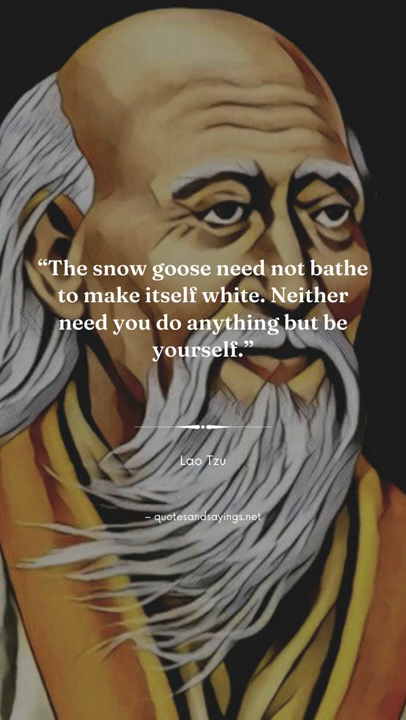 “The snow goose need not bathe
to make itself white. Neither
need you do anything but be
yourself.”
Lao Tzu
– quotesandsayings.net